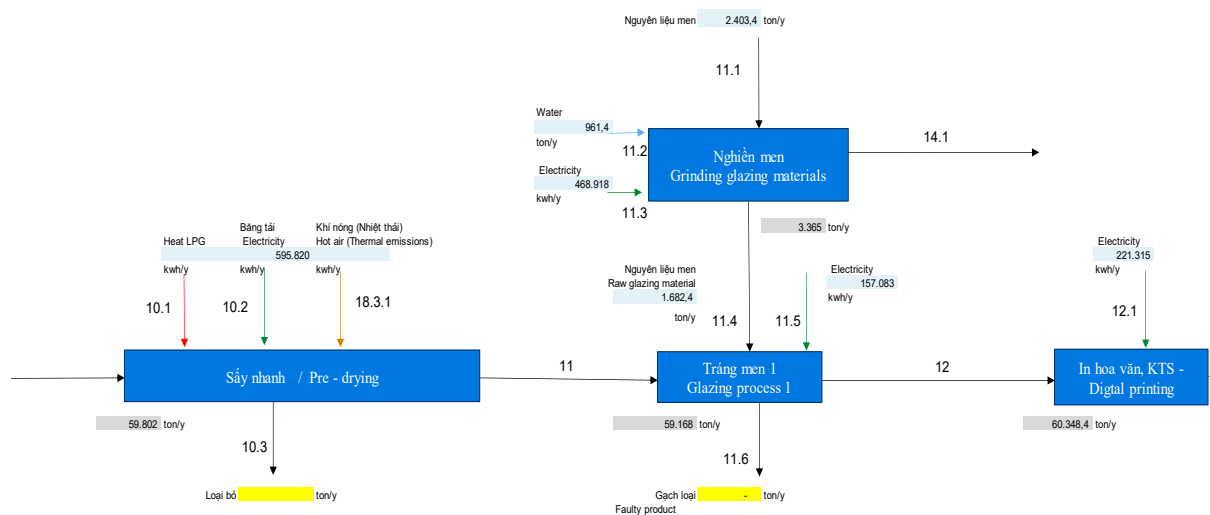 Nguyên liệu men 2.403,4 ton/y
11.1
Water
961,4
ton/y
11.2
Electricity
468.918
kwh/y
11.3
Nghiền men
Grinding glazing materials
14.1
3.365 ton/y
Heat LPG
Băng tải
Electricity
Khí nóng (Nhiệt thải)
Hot air (Thermal emissions)
595.820
kwh/y kwh/y kwh/y
10.1 10.2 18.3.1
Nguyên liệu men
Raw glazing material
1.682,4
ton/y
11.4
Electricity
157.083
kwh/y
11.5
Electricity
221.315
kwh/y
12.1
Sấy nhanh / Pre - drying
11
Tráng men 1
Glazing process 1
12
In hoa văn, KTS -
Digtal printing
59.802 ton/y
59.168 ton/y
60.348,4 ton/y
10.3
11.6
Loại bỏ ton/y
Gạch loại - ton/y
Faulty product